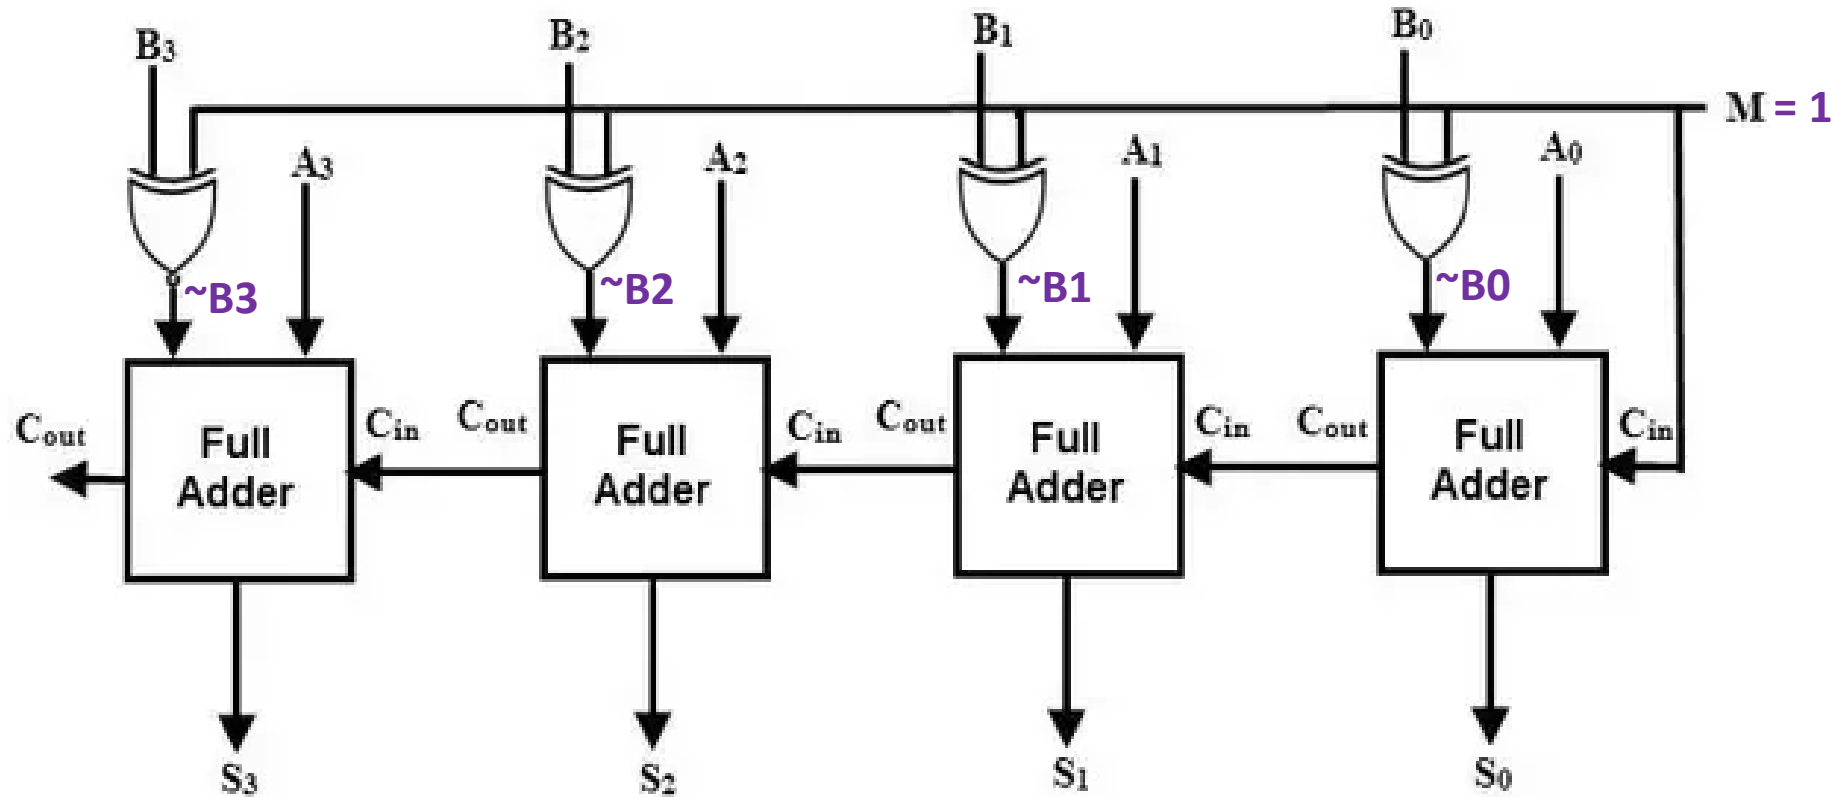 B3 B2 B1 B0
M = 1
A3 A2 A1 A0
~B3 ~B2 ~B1 ~B0
Cout Cin Cout Cin Cout Cin Cout Cin
Full Adder Full Adder Full Adder Full Adder
S3 S2 S1 S0